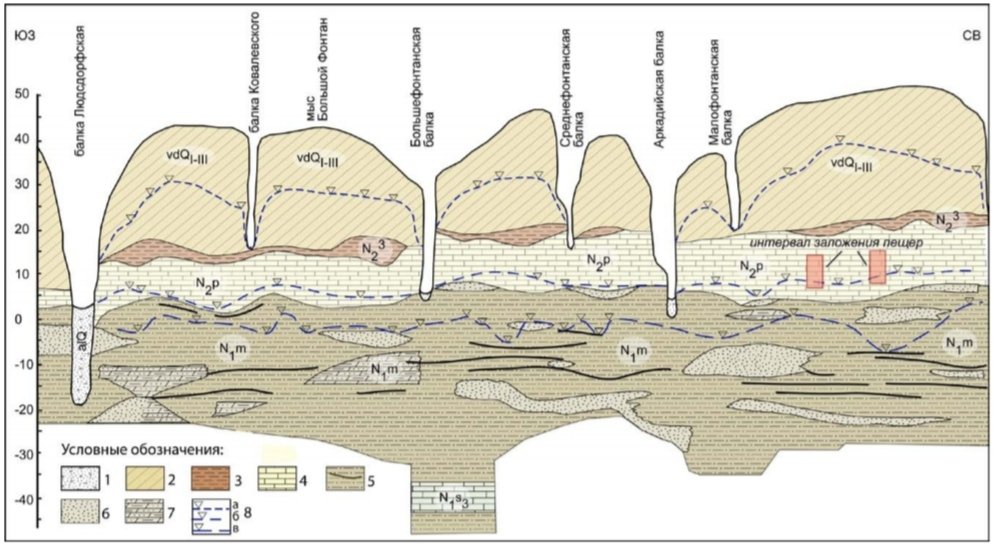 ЮЗ
СВ
балка Людсдорфская
балка Ковалевского
мыс
Большой Фонтан
Большефонтанская
балка
Среднефонтанская
балка
Аркадийская балка
Малофонтанская
балка
50
40
30
20
10
0
-10
-20
-30
-40
vdQI-III
vdQI-III
vdQI-III
N₂³
N₂³
интервал заложения пещер
N₂p
N₂p
N₂p
alQ
N₁m
N₁m
N₁m
N₁m
N₁s₃
Условные обозначения:
1
2
3
4
5
6
7
а
б
в
8